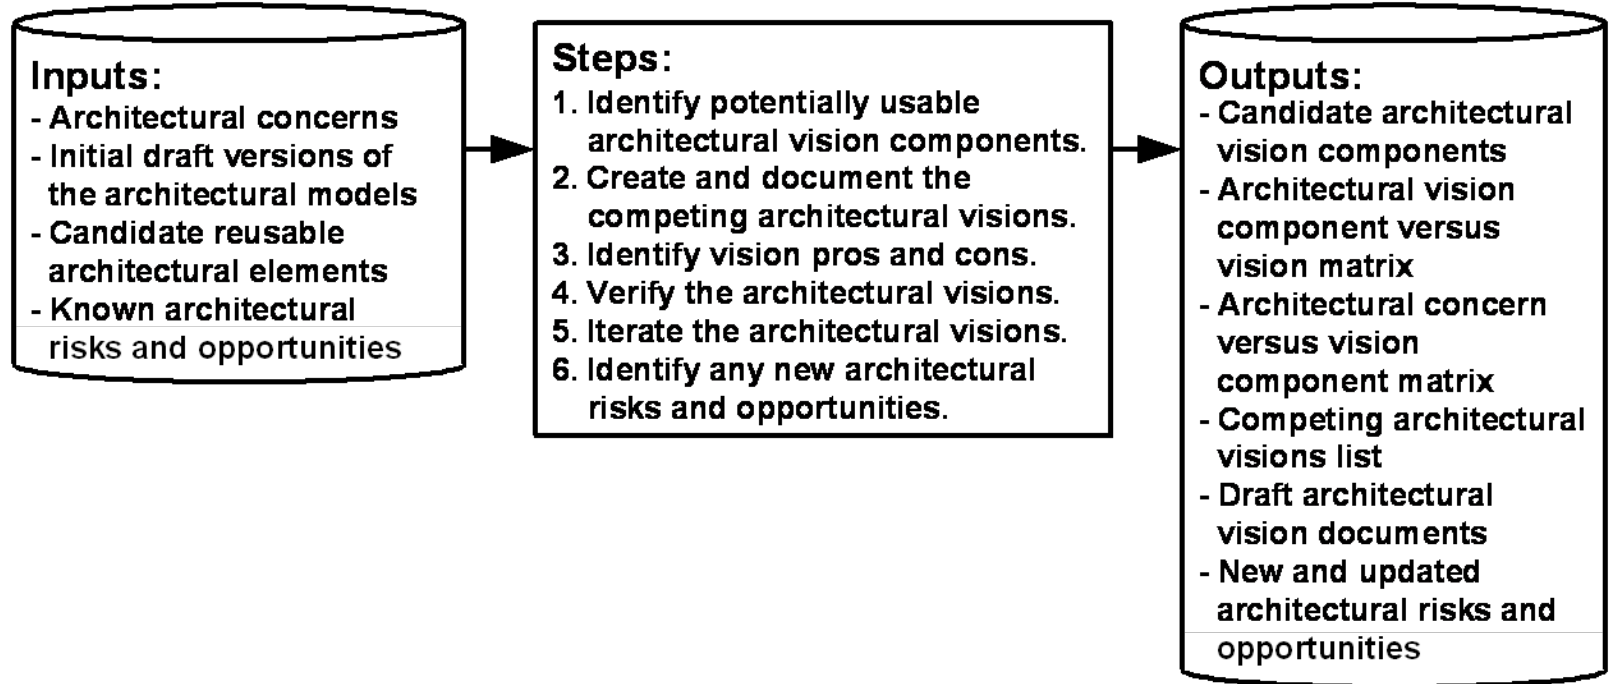 Inputs:
- Architectural concerns
- Initial draft versions of
the architectural models
- Candidate reusable
architectural elements
- Known architectural
risks and opportunities
Steps:
1. Identify potentially usable
architectural vision components.
2. Create and document the
competing architectural visions.
3. Identify vision pros and cons.
4. Verify the architectural visions.
5. Iterate the architectural visions.
6. Identify any new architectural
risks and opportunities.
Outputs:
- Candidate architectural
vision components
- Architectural vision
component versus
vision matrix
- Architectural concern
versus vision
component matrix
- Competing architectural
visions list
- Draft architectural
vision documents
- New and updated
architectural risks and
opportunities